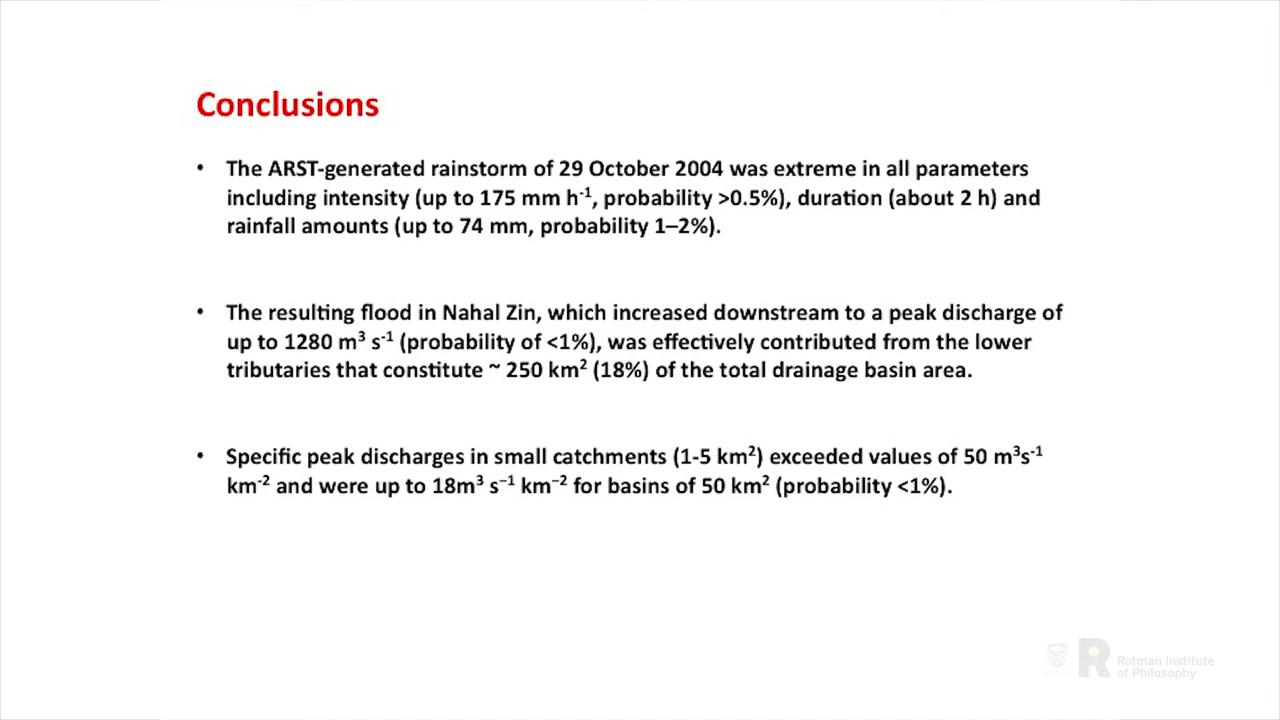 Conclusions
• The ARST-generated rainstorm of 29 October 2004 was extreme in all parameters
including intensity (up to 175 mm h⁻¹, probability >0.5%), duration (about 2 h) and
rainfall amounts (up to 74 mm, probability 1–2%).
• The resulting flood in Nahal Zin, which increased downstream to a peak discharge of
up to 1280 m³ s⁻¹ (probability of <1%), was effectively contributed from the lower
tributaries that constitute ~ 250 km² (18%) of the total drainage basin area.
• Specific peak discharges in small catchments (1-5 km²) exceeded values of 50 m³s⁻¹
km⁻² and were up to 18m³ s⁻¹ km⁻² for basins of 50 km² (probability <1%).
R Rotman Institute
of Philosophy